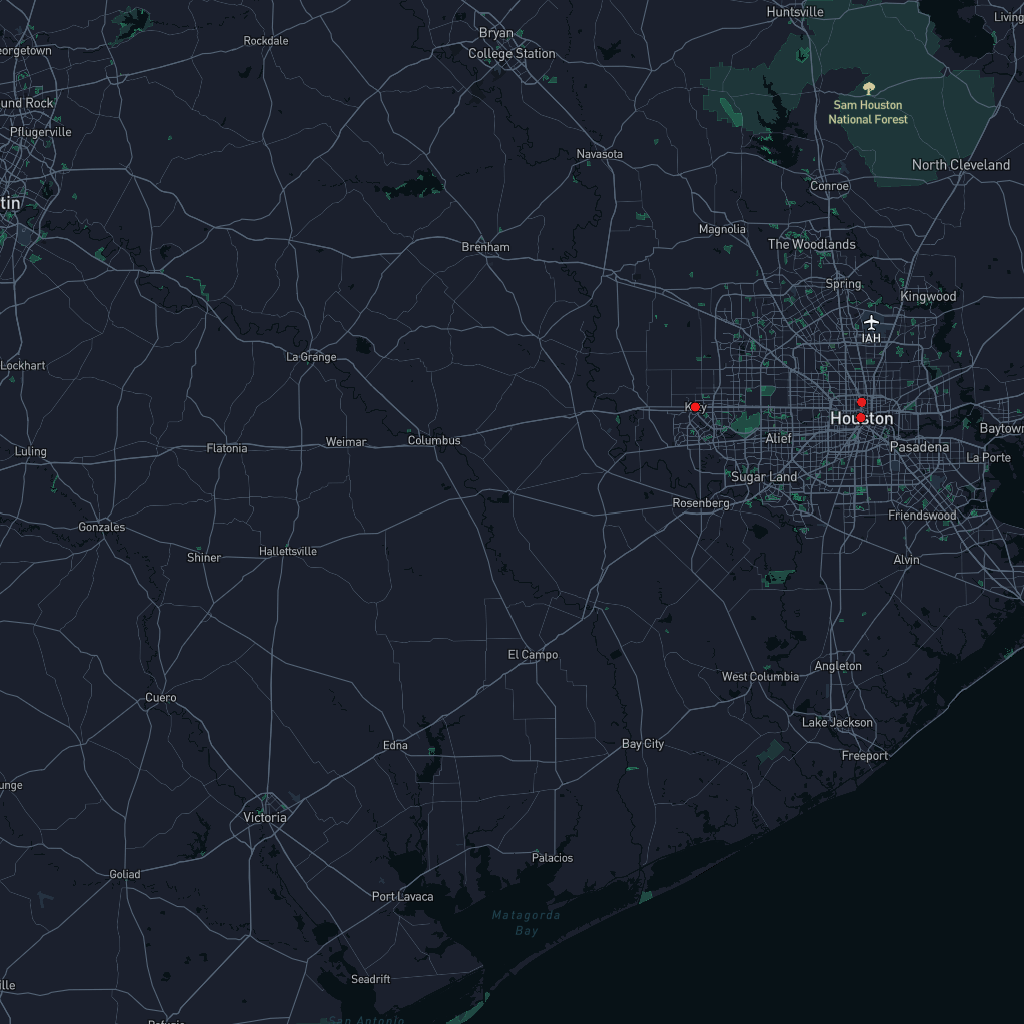 Huntsville
Living
Bryan
Rockdale
eorgetown
College Station
und Rock
Sam Houston
National Forest
Pflugerville
Navasota
North Cleveland
Conroe
tin
Magnolia
The Woodlands
Brenham
Spring
Kingwood
IAH
La Grange
Lockhart
Houston
Baytown
Alief
Columbus
Weimar
Flatonia
Pasadena
Luling
La Porte
Sugar Land
Rosenberg
Friendswood
Gonzales
Hallettsville
Shiner
Alvin
El Campo
Angleton
West Columbia
Cuero
Lake Jackson
Edna
Bay City
Freeport
unge
Victoria
Palacios
Goliad
Port Lavaca
Matagorda
Bay
Seadrift
ville
San Antonio